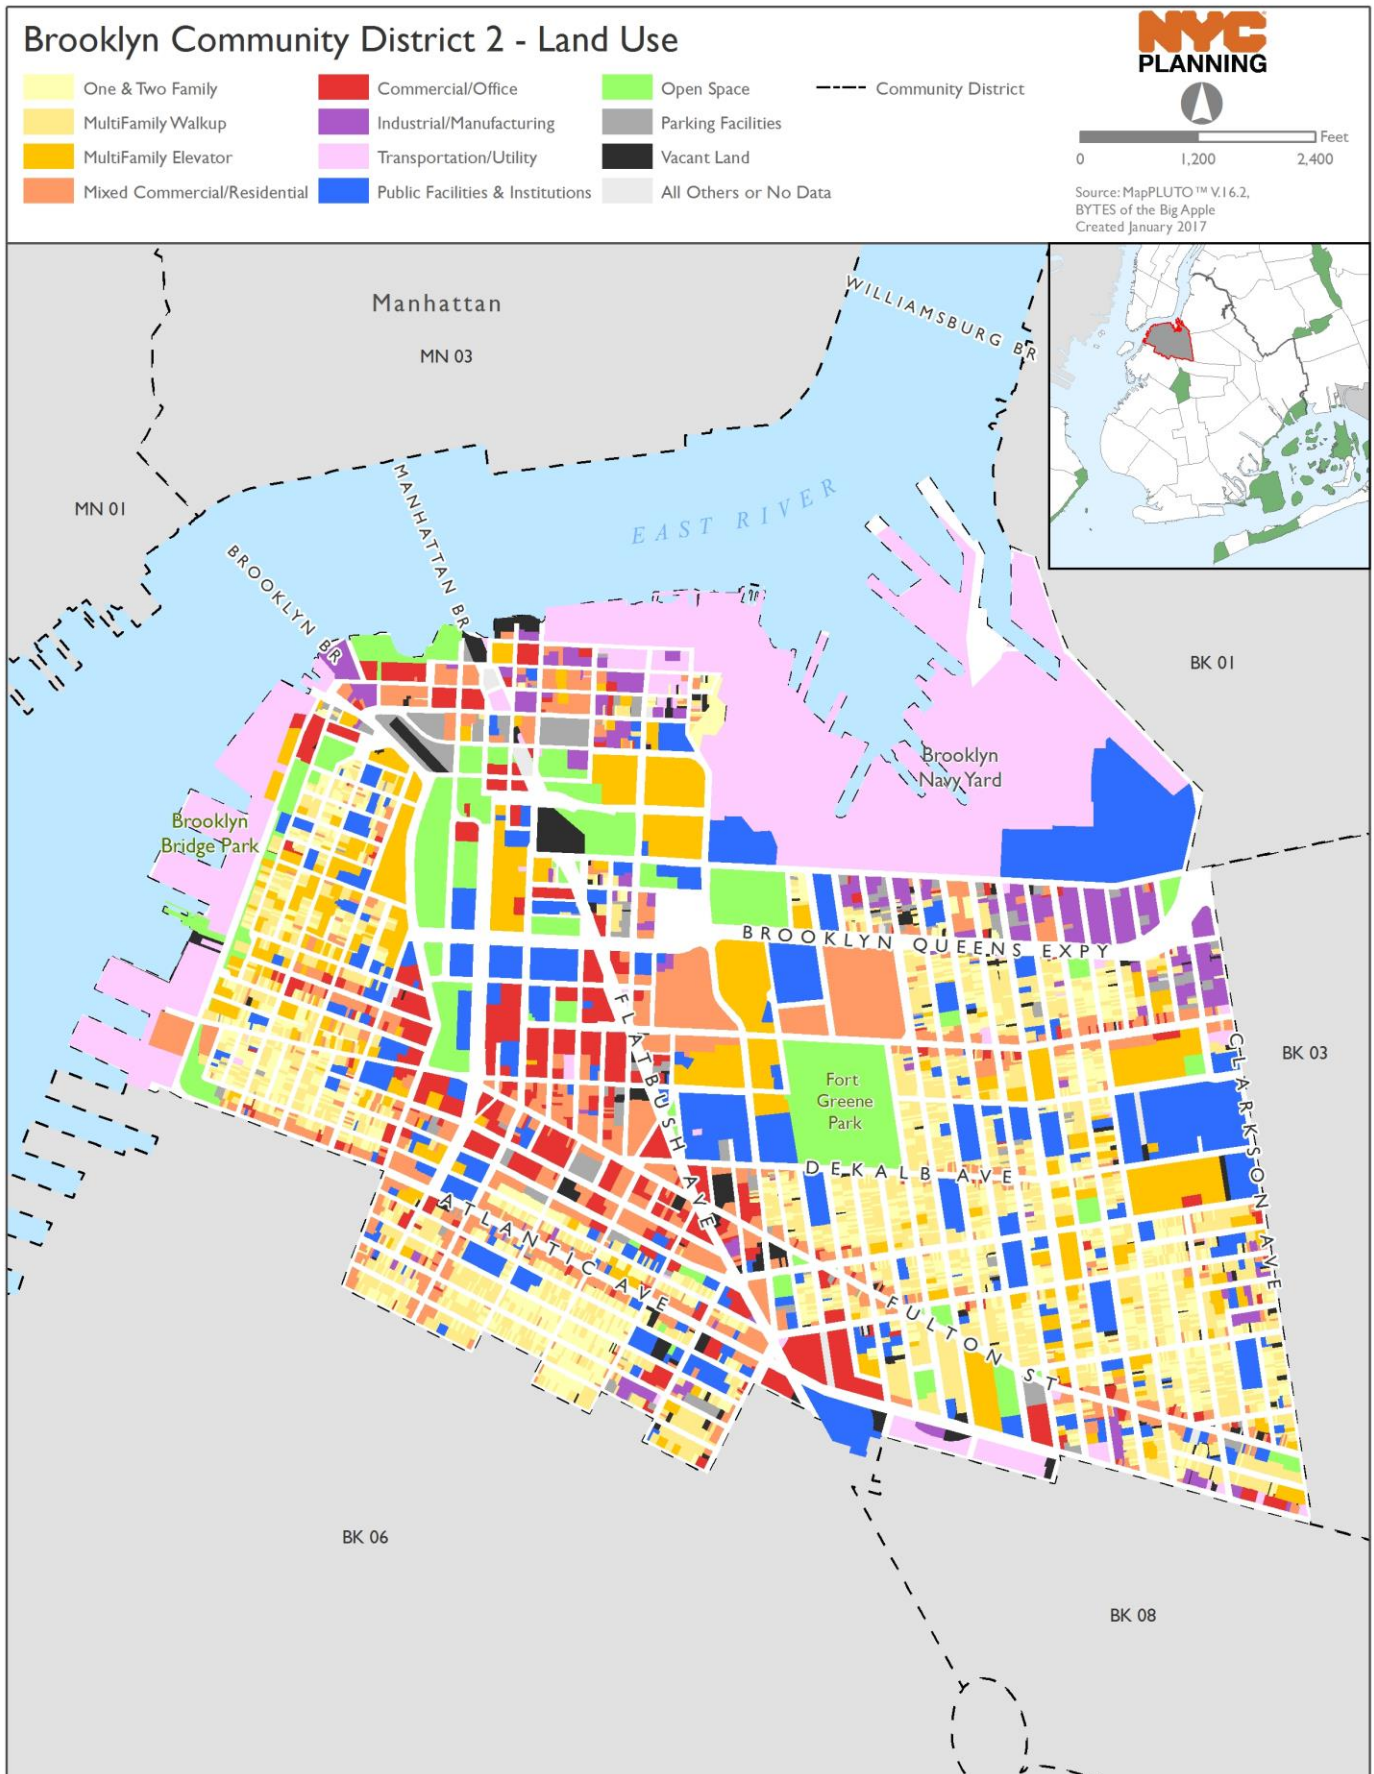 Brooklyn Community District 2 - Land Use
NYC
PLANNING
One & Two Family
MultiFamily Walkup
MultiFamily Elevator
Mixed Commercial/Residential
Commercial/Office
Industrial/Manufacturing
Transportation/Utility
Public Facilities & Institutions
Open Space
Parking Facilities
Vacant Land
All Others or No Data
Community District
Feet
0 1,200 2,400
Source: MapPLUTO™ V.16.2,
BYTES of the Big Apple
Created January 2017
Manhattan
MN 03
WILLIAMSBURG BR
MN 01
MANHATTAN BR
EAST RIVER
BROOKLYN BR
BK 01
Brooklyn
Navy Yard
Brooklyn
Bridge Park
BROOKLYN QUEENS EXPY
FLATBUSH AVE
CLARKSON AVE
BK 03
Fort
Greene
Park
DEKALB AVE
ATLANTIC AVE
FULTON ST
BK 06
BK 08